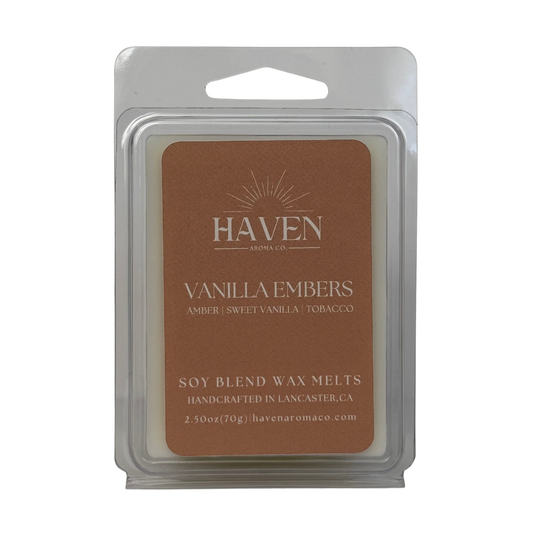 HAVEN
AROMA CO.
VANILLA EMBERS
AMBER | SWEET VANILLA | TOBACCO
SOY BLEND WAX MELTS
HANDCRAFTED IN LANCASTER, CA
2.50oz(70g)|havenaromaco.com